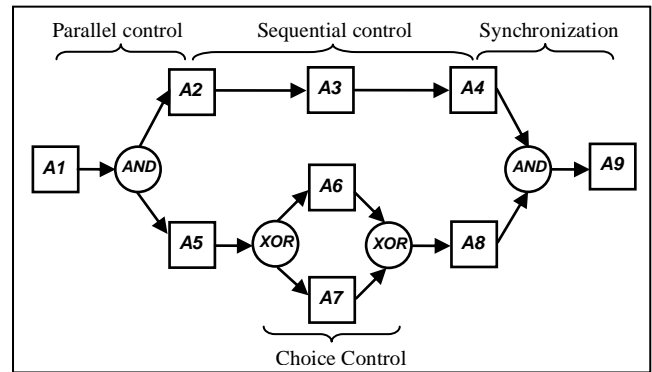 Parallel control Sequential control Synchronization
A2 A3 A4
A1 AND AND A9
A6
A5 XOR XOR A8
A7
Choice Control